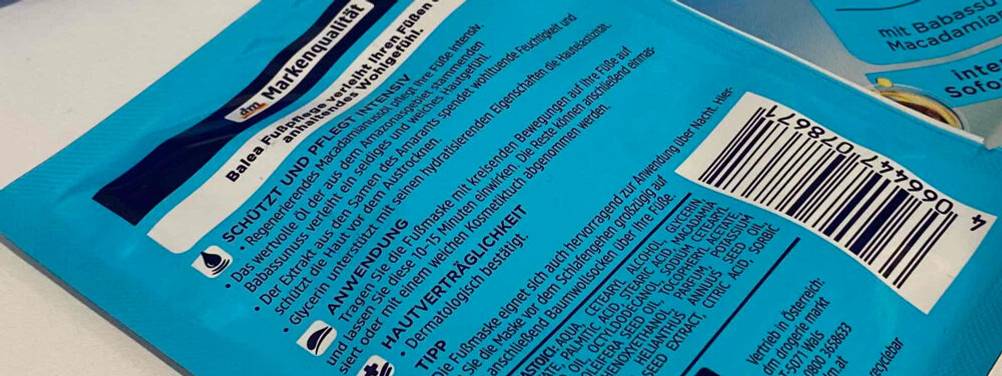 dm Markenqualität
Balea Fußpflege verleiht Ihren Füßen
anhaltendes Wohlgefühl.
SCHÜTZT UND PFLEGT INTENSIV
• Regenerierendes Macadamianussöl pflegt Ihre Füße intensiv.
• Das wertvolle Öl der aus dem Amazonasgebiet stammenden
Babassunuss verleiht ein seidiges und weiches Hautgefühl.
• Der Extrakt aus den Samen des Amarants spendet wohltuende Feuchtigkeit und
schützt die Haut vor dem Austrocknen.
• Glycerin unterstützt mit seinen hydratisierenden Eigenschaften die Hautelastizität.
ANWENDUNG
Tragen Sie die Fußmaske mit kreisenden Bewegungen auf Ihre Füße auf
und lassen Sie diese 10-15 Minuten einwirken. Die Reste können anschließend einmas-
siert oder mit einem weichen Kosmetiktuch abgenommen werden.
HAUTVERTRÄGLICHKEIT
• Dermatologisch bestätigt.
TIPP
Die Fußmaske eignet sich auch hervorragend zur Anwendung über Nacht. Hier-
Sie die Maske vor dem Schlafengehen großzügig auf
anschließend Baumwollsocken über Ihre Füße
AQUA, CETEARYL ALCOHOL, GLYCERIN,
PALMITIC ACID, STEARIC ACID, MACADAMIA
OCTYLDODECANOL, SODIUM CETEARYL
OLEIFERA SEED OIL, TOCOPHERYL ACETATE,
PHENOXYETHANOL, PARFUM, POTASSIUM
HELIANTHUS ANNUUS SEED OIL
SEED EXTRACT, CITRIC ACID, SORBIC
4 066447 078671
Vertrieb in Österreich:
dm drogerie markt
-5071 Wals
0800 3658633
mit Babassu
Macadamia
Inte
Sofo